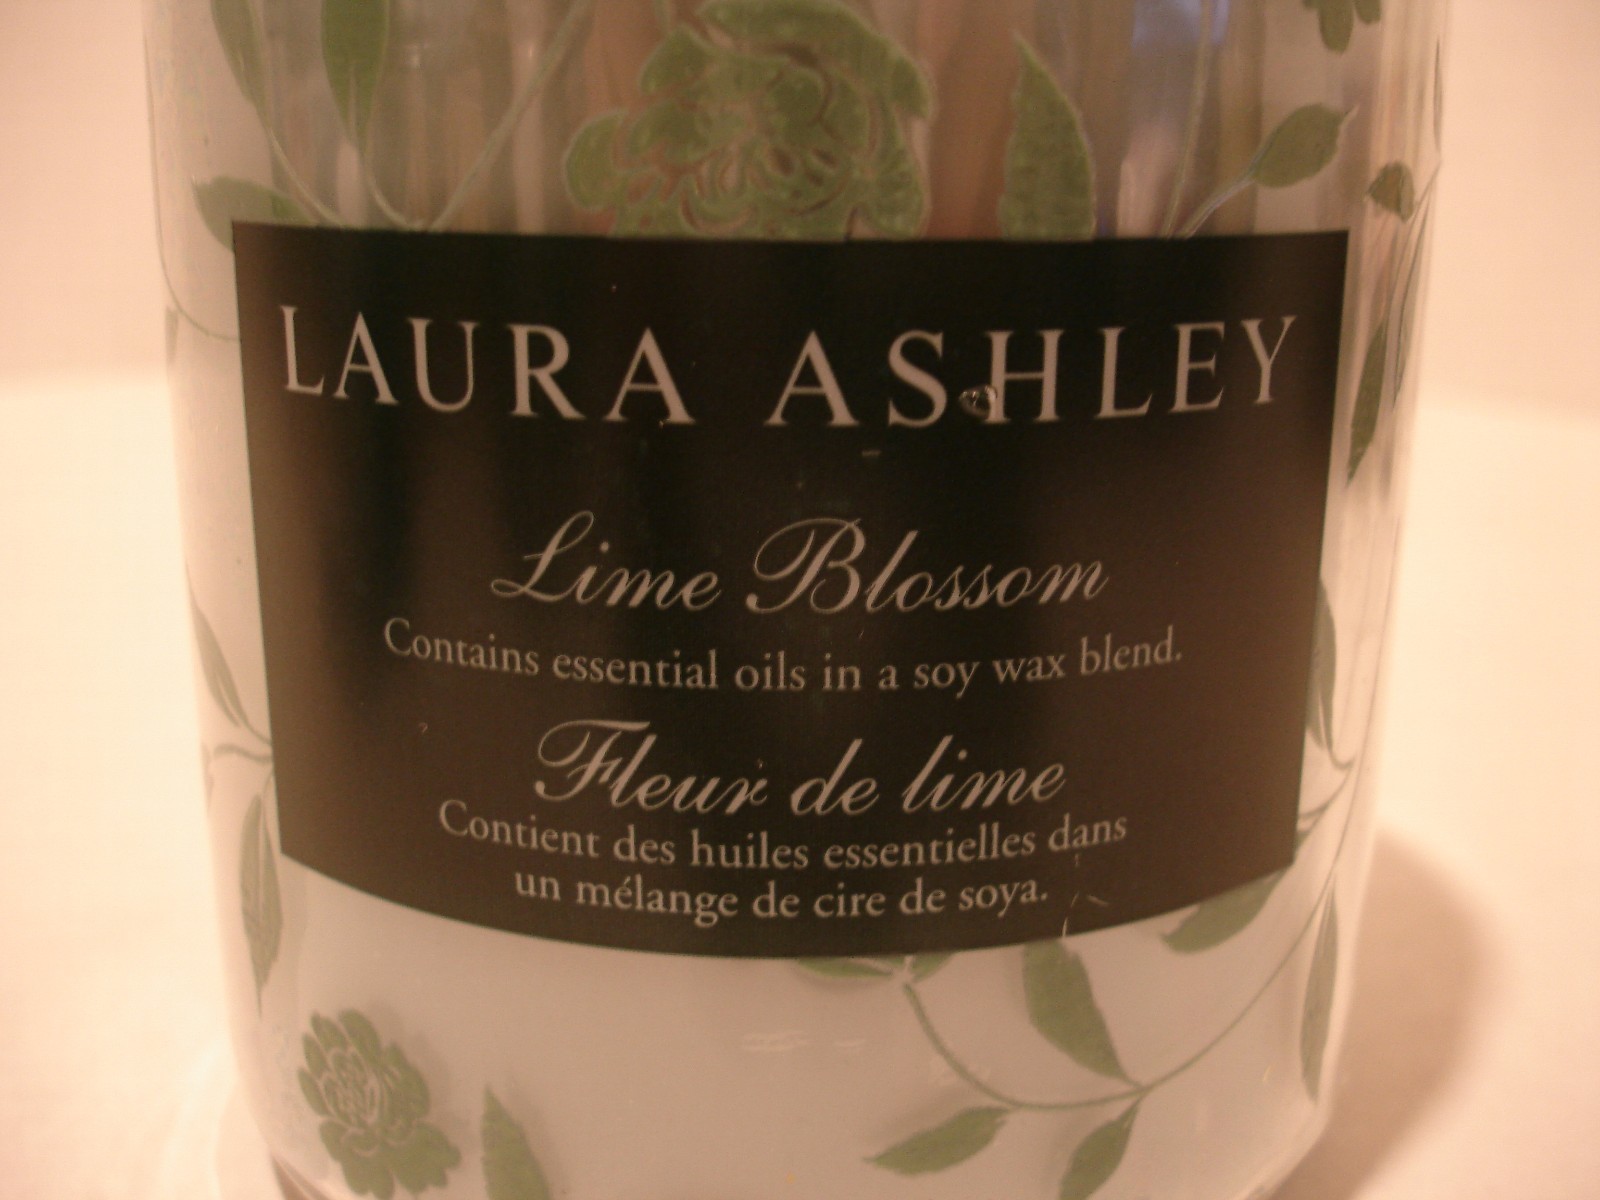 LAURA ASHLEY
Lime Blossom
Contains essential oils in a soy wax blend.
Fleur de lime
Contient des huiles essentielles dans
un mélange de cire de soya.